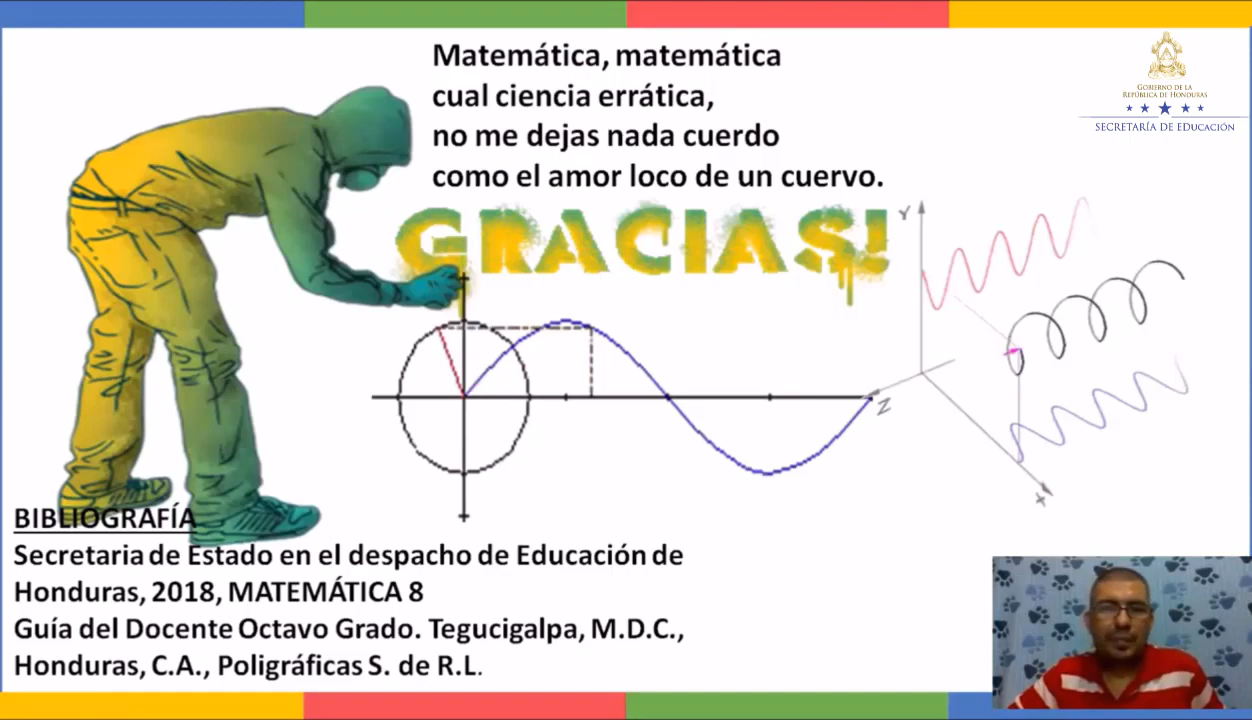 Matemática, matemática
cual ciencia errática,
no me dejas nada cuerdo
como el amor loco de un cuervo.
GOBIERNO DE LA
REPÚBLICA DE HONDURAS
SECRETARÍA DE EDUCACIÓN
GRACIAS!
Y
Z
X
BIBLIOGRAFÍA
Secretaria de Estado en el despacho de Educación de
Honduras, 2018, MATEMÁTICA 8
Guía del Docente Octavo Grado. Tegucigalpa, M.D.C.,
Honduras, C.A., Poligráficas S. de R.L.